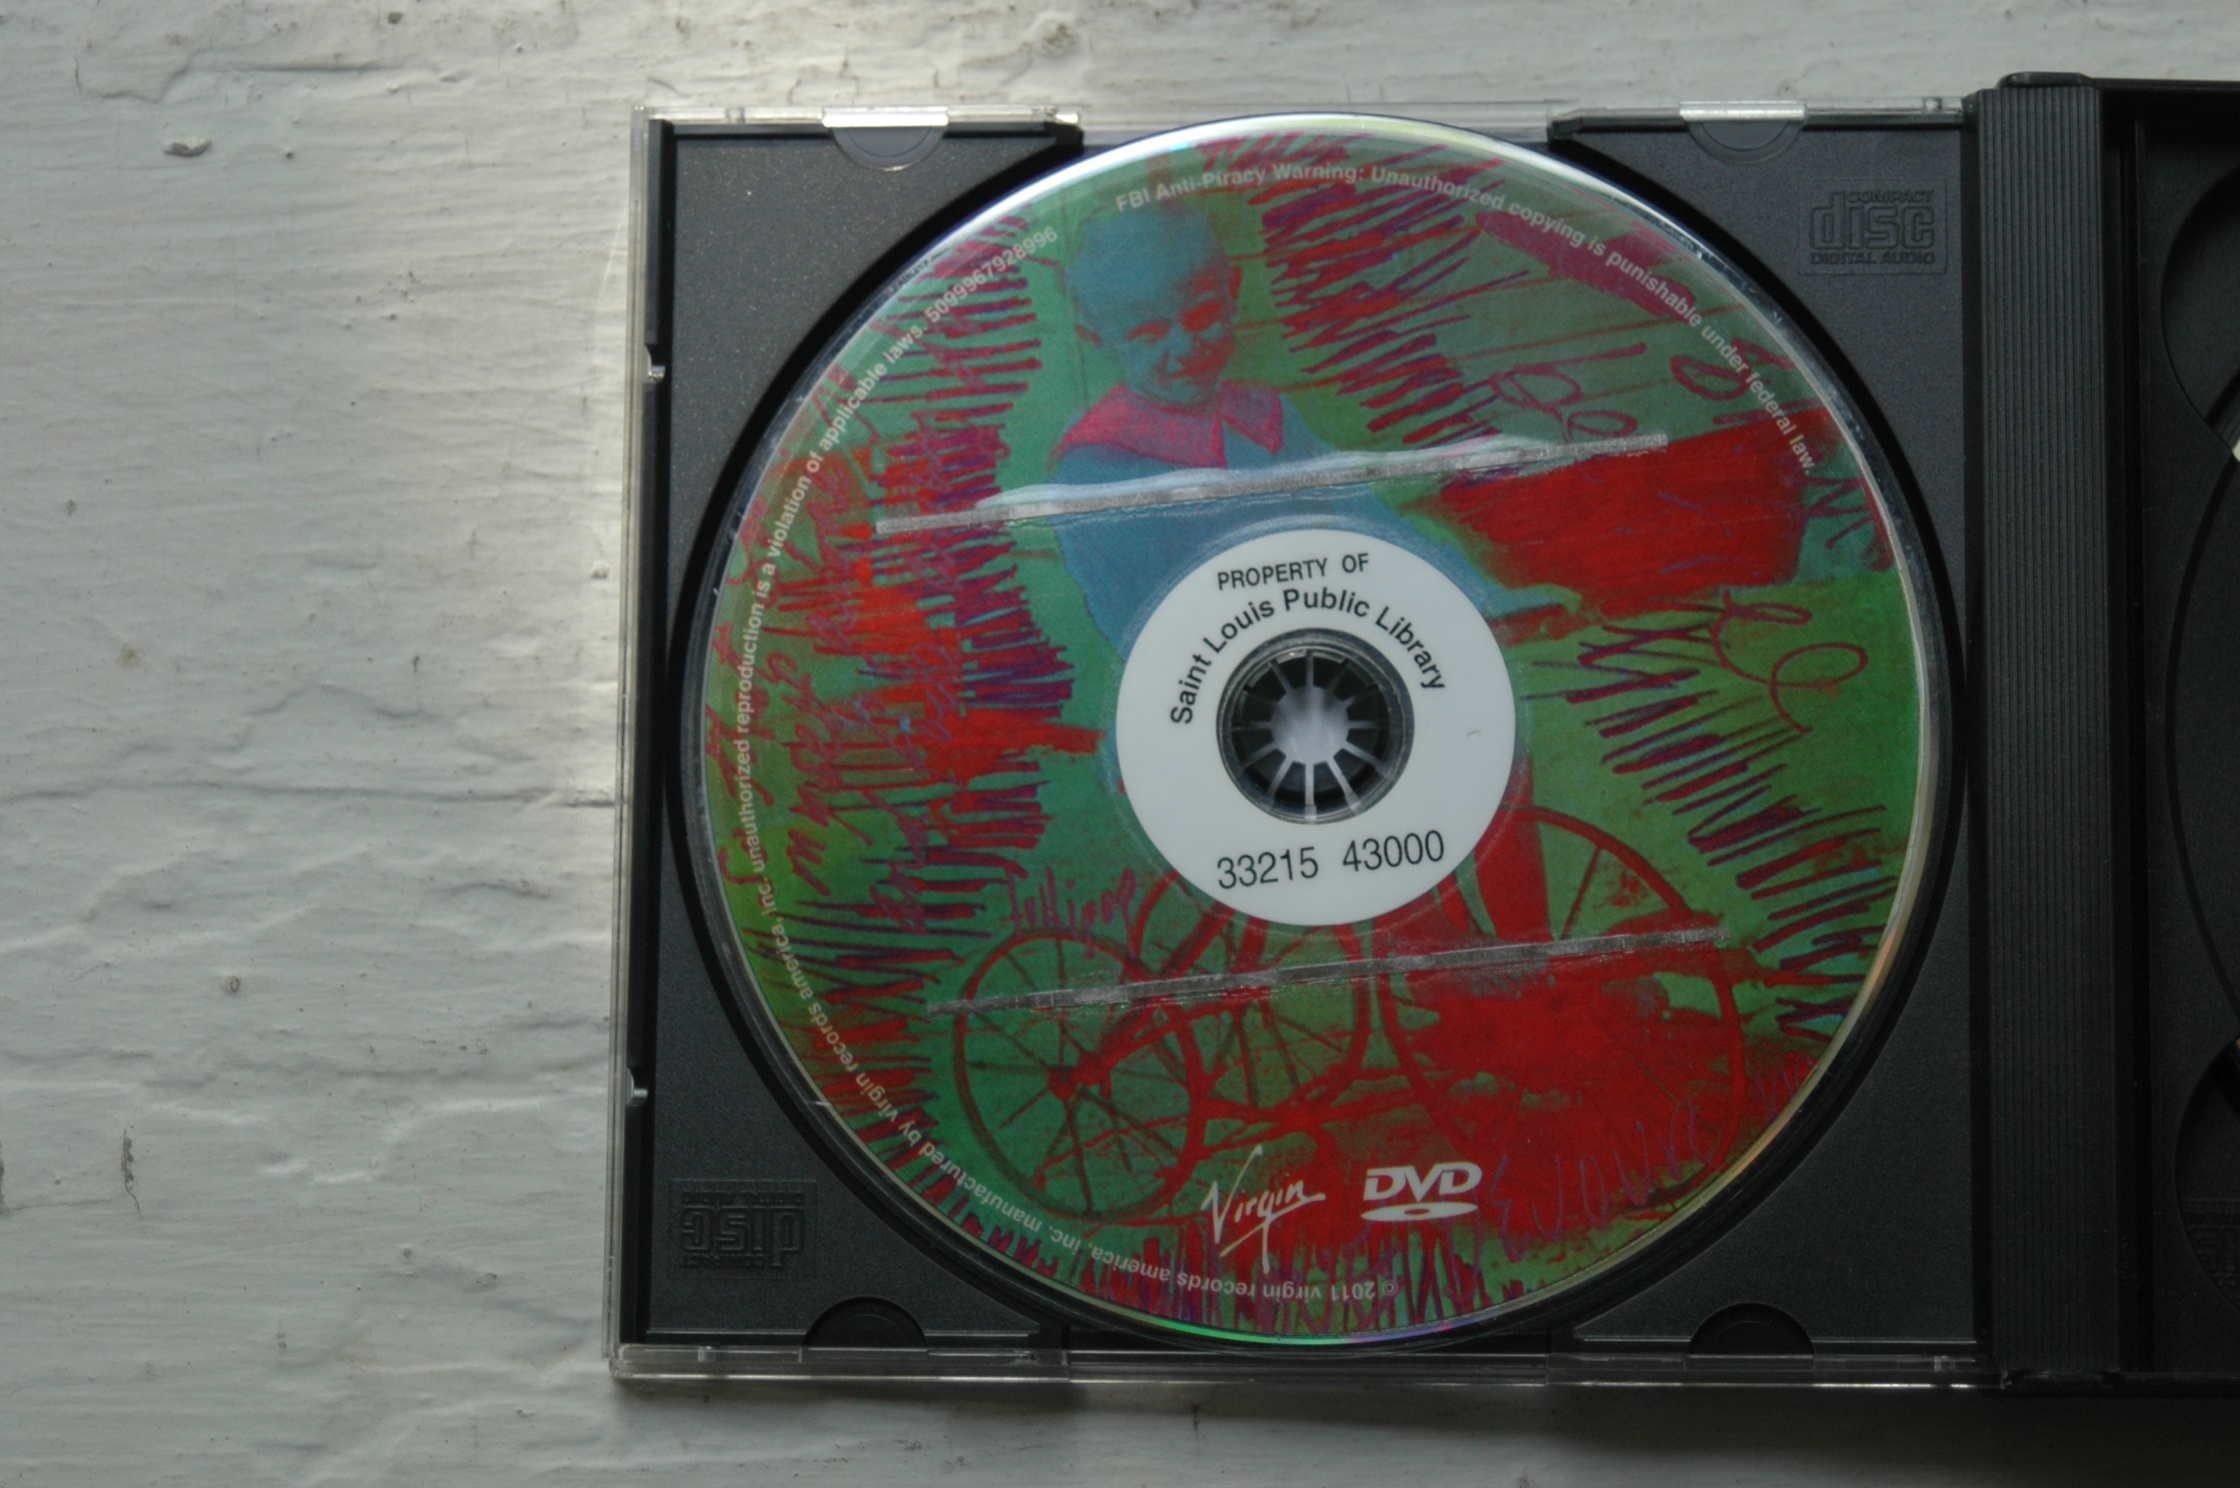 FBI Anti-Piracy Warning: Unauthorized copying is punishable under federal law.
© 2011 virgin records america, inc. manufactured by virgin records america, inc. unauthorized reproduction is a violation of applicable laws. 5099967928996
PROPERTY OF
Saint Louis Public Library
33215 43000
Virgin
DVD
COMPACT
disc
DIGITAL AUDIO
COMPACT
disc
DIGITAL AUDIO